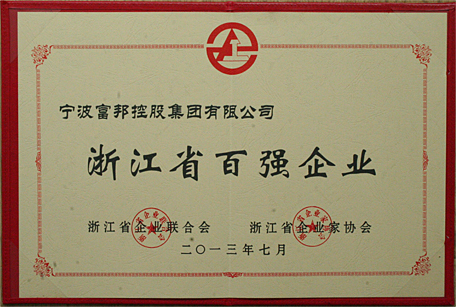 宁波富邦控股集团有限公司
浙江省百强企业
浙江省企业联合会 浙江省企业家协会
二〇一三年七月